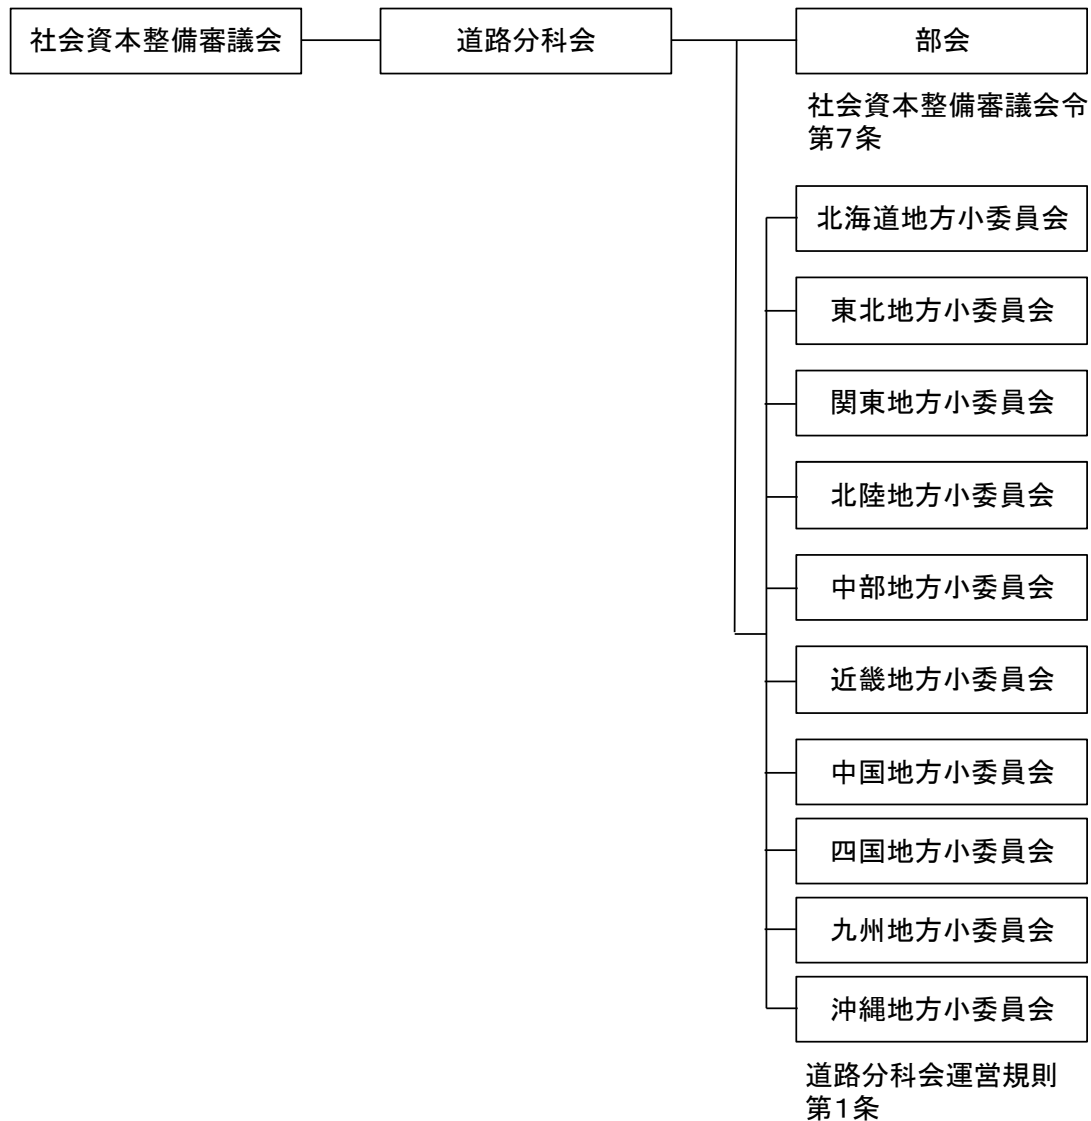 社会資本整備審議会
道路分科会
部会
社会資本整備審議会令
第7条
北海道地方小委員会
東北地方小委員会
関東地方小委員会
北陸地方小委員会
中部地方小委員会
近畿地方小委員会
中国地方小委員会
四国地方小委員会
九州地方小委員会
沖縄地方小委員会
道路分科会運営規則
第1条